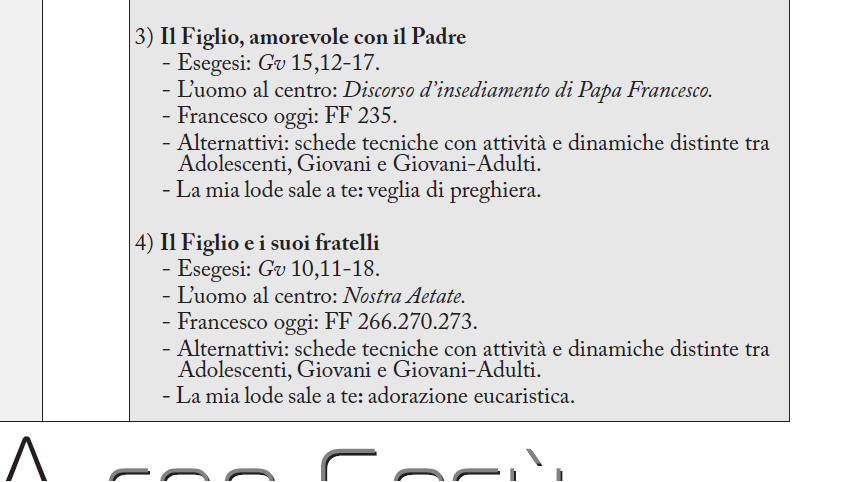 3) Il Figlio, amorevole con il Padre
- Esegesi: Gv 15,12-17.
- L’uomo al centro: Discorso d’insediamento di Papa Francesco.
- Francesco oggi: FF 235.
- Alternattivi: schede tecniche con attività e dinamiche distinte tra
Adolescenti, Giovani e Giovani-Adulti.
- La mia lode sale a te: veglia di preghiera.
4) Il Figlio e i suoi fratelli
- Esegesi: Gv 10,11-18.
- L’uomo al centro: Nostra Aetate.
- Francesco oggi: FF 266.270.273.
- Alternattivi: schede tecniche con attività e dinamiche distinte tra
Adolescenti, Giovani e Giovani-Adulti.
- La mia lode sale a te: adorazione eucaristica.